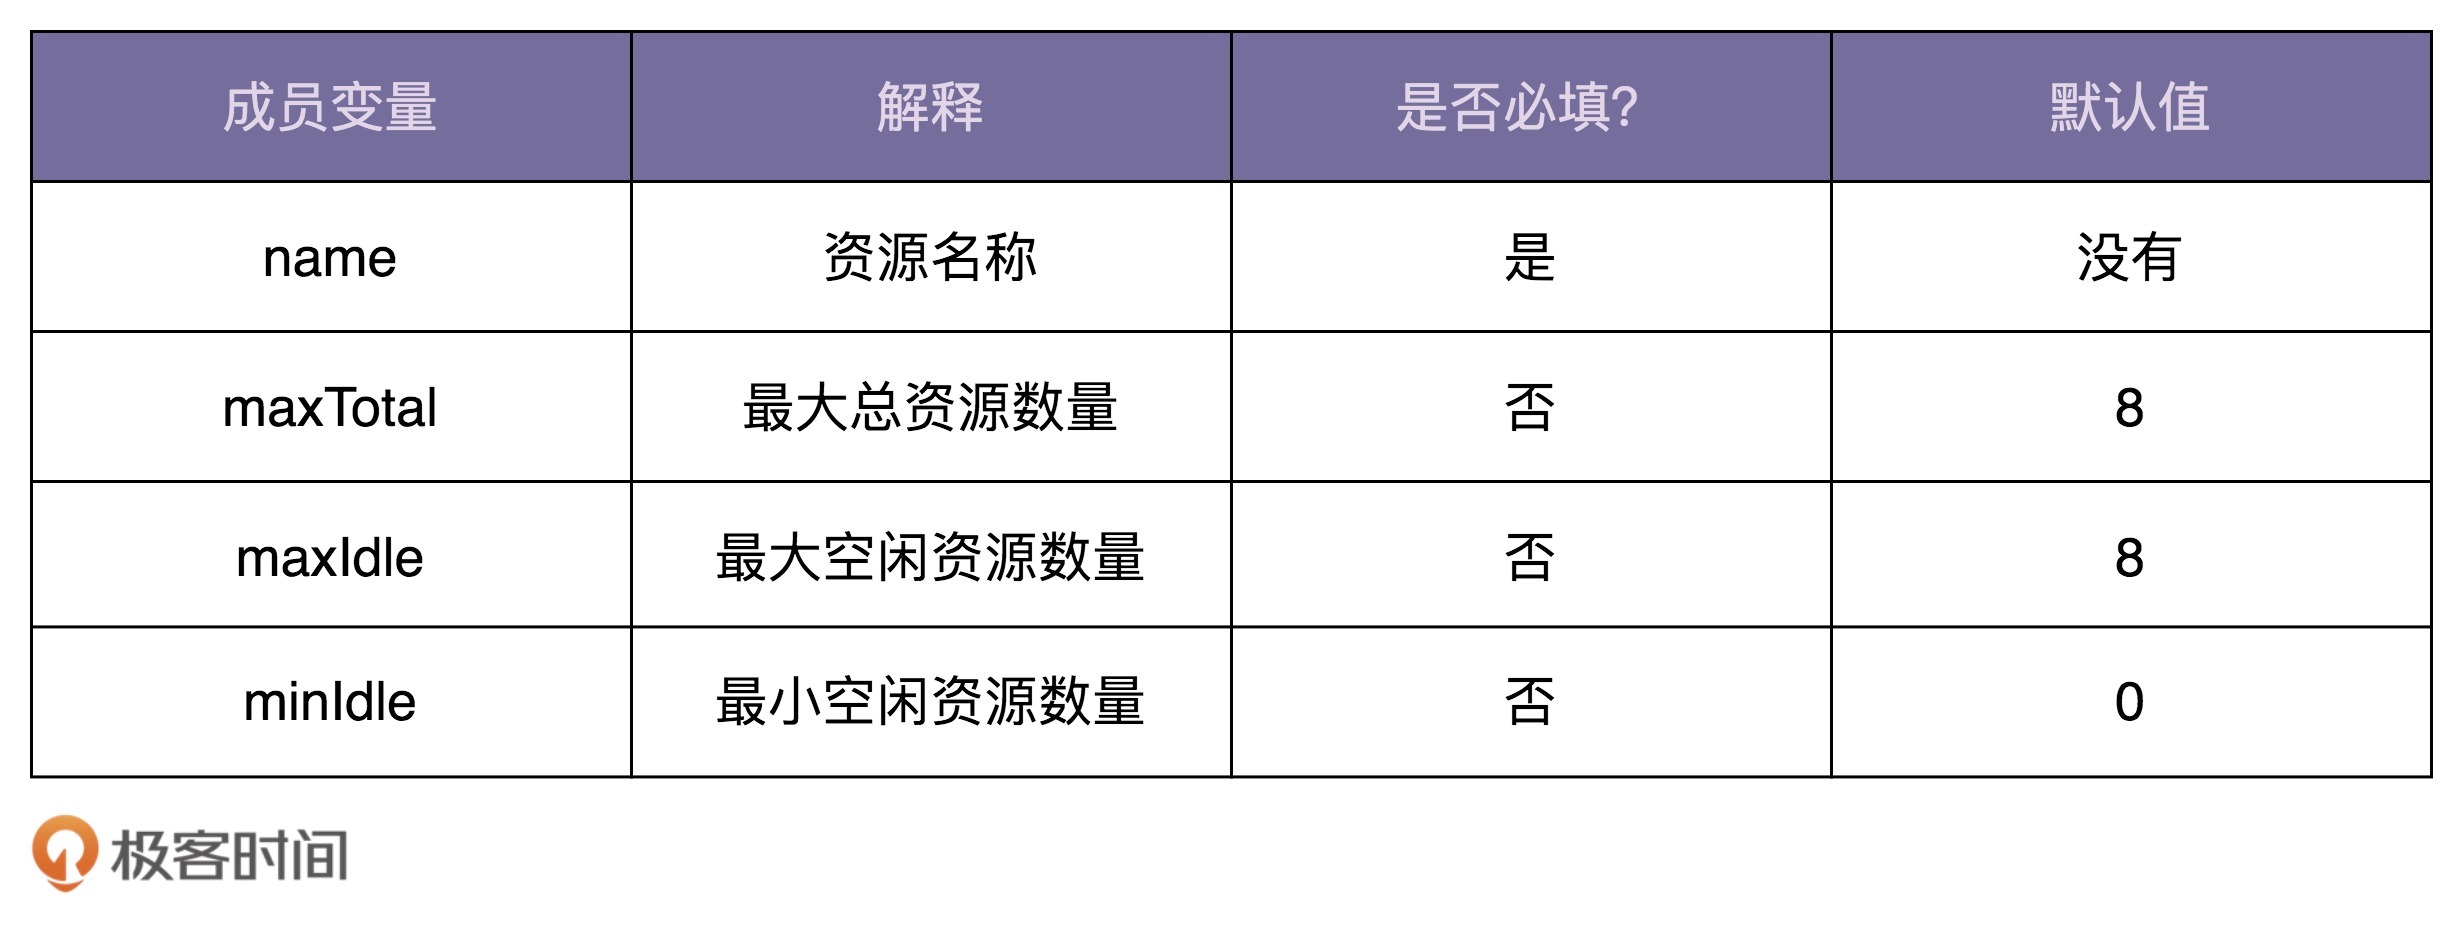 成员变量 解释 是否必填? 默认值
name 资源名称 是 没有
maxTotal 最大总资源数量 否 8
maxIdle 最大空闲资源数量 否 8
minIdle 最小空闲资源数量 否 0
极客时间